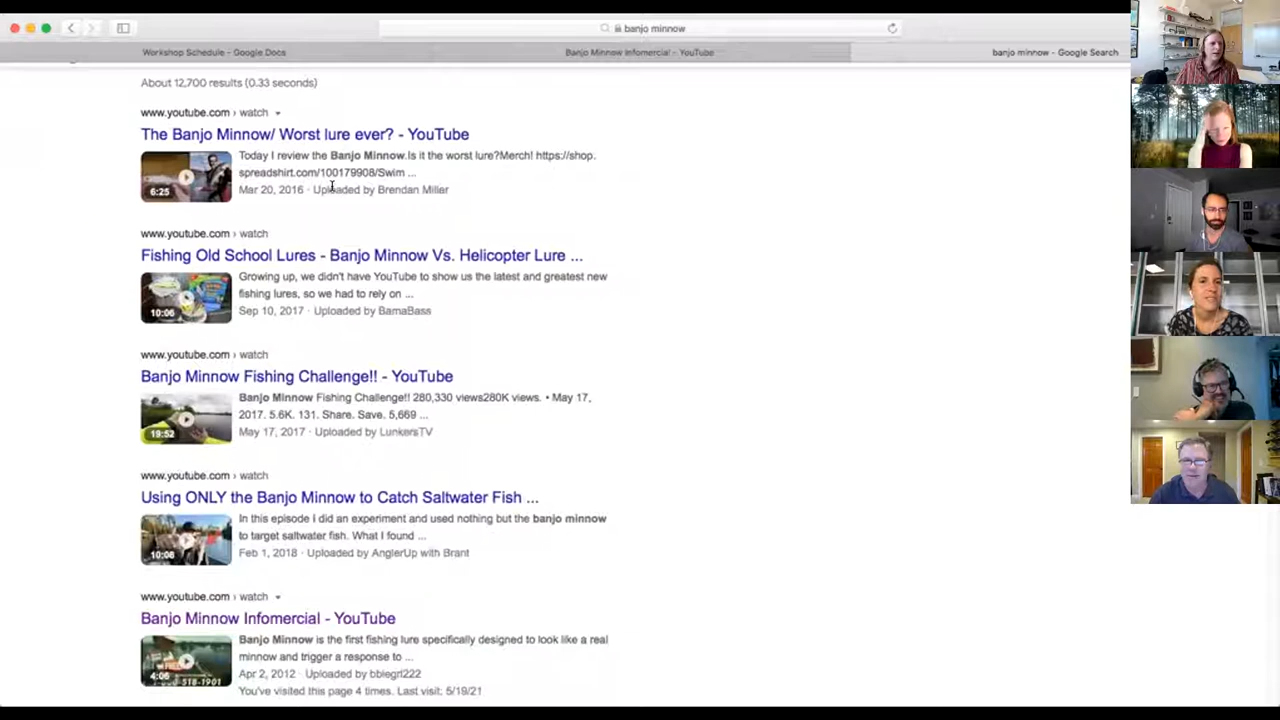 banjo minnow
Workshop Schedule - Google Docs
Banjo Minnow Infomercial - YouTube
banjo minnow - Google Search
About 12,700 results (0.33 seconds)
www.youtube.com › watch
The Banjo Minnow/ Worst lure ever? - YouTube
Today I review the Banjo Minnow.Is it the worst lure?Merch! https://shop.
spreadshirt.com/100179908/Swim ...
6:25
Mar 20, 2016 · Uploaded by Brendan Miller
www.youtube.com › watch
Fishing Old School Lures - Banjo Minnow Vs. Helicopter Lure ...
Growing up, we didn't have YouTube to show us the latest and greatest new
fishing lures, so we had to rely on ...
10:06
Sep 10, 2017 · Uploaded by BamaBass
www.youtube.com › watch
Banjo Minnow Fishing Challenge!! - YouTube
Banjo Minnow Fishing Challenge!! 280,330 views280K views. • May 17,
2017. 5.6K. 131. Share. Save. 5,669 ...
19:52
May 17, 2017 · Uploaded by LunkersTV
www.youtube.com › watch
Using ONLY the Banjo Minnow to Catch Saltwater Fish ...
In this episode I did an experiment and used nothing but the banjo minnow
to target saltwater fish. What I found ...
10:06
Feb 1, 2018 · Uploaded by AnglerUp with Brant
www.youtube.com › watch
Banjo Minnow Infomercial - YouTube
Banjo Minnow is the first fishing lure specifically designed to look like a real
minnow and trigger a response to ...
4:06
518-1901
Apr 2, 2012 · Uploaded by bbiegrl222
You've visited this page 4 times. Last visit: 5/19/21